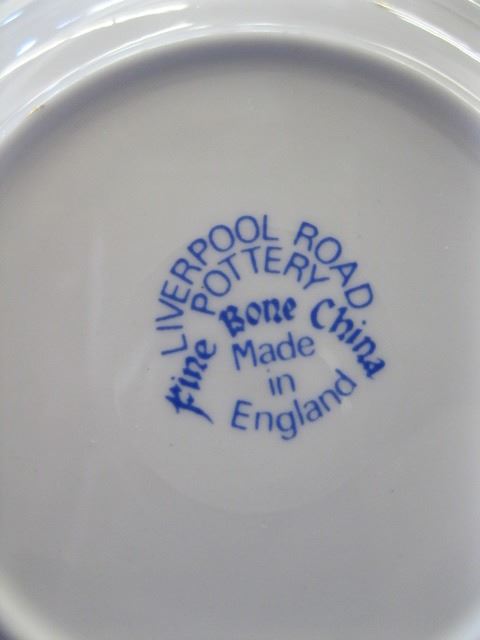 LIVERPOOL ROAD
POTTERY
Fine Bone China
Made
in
England